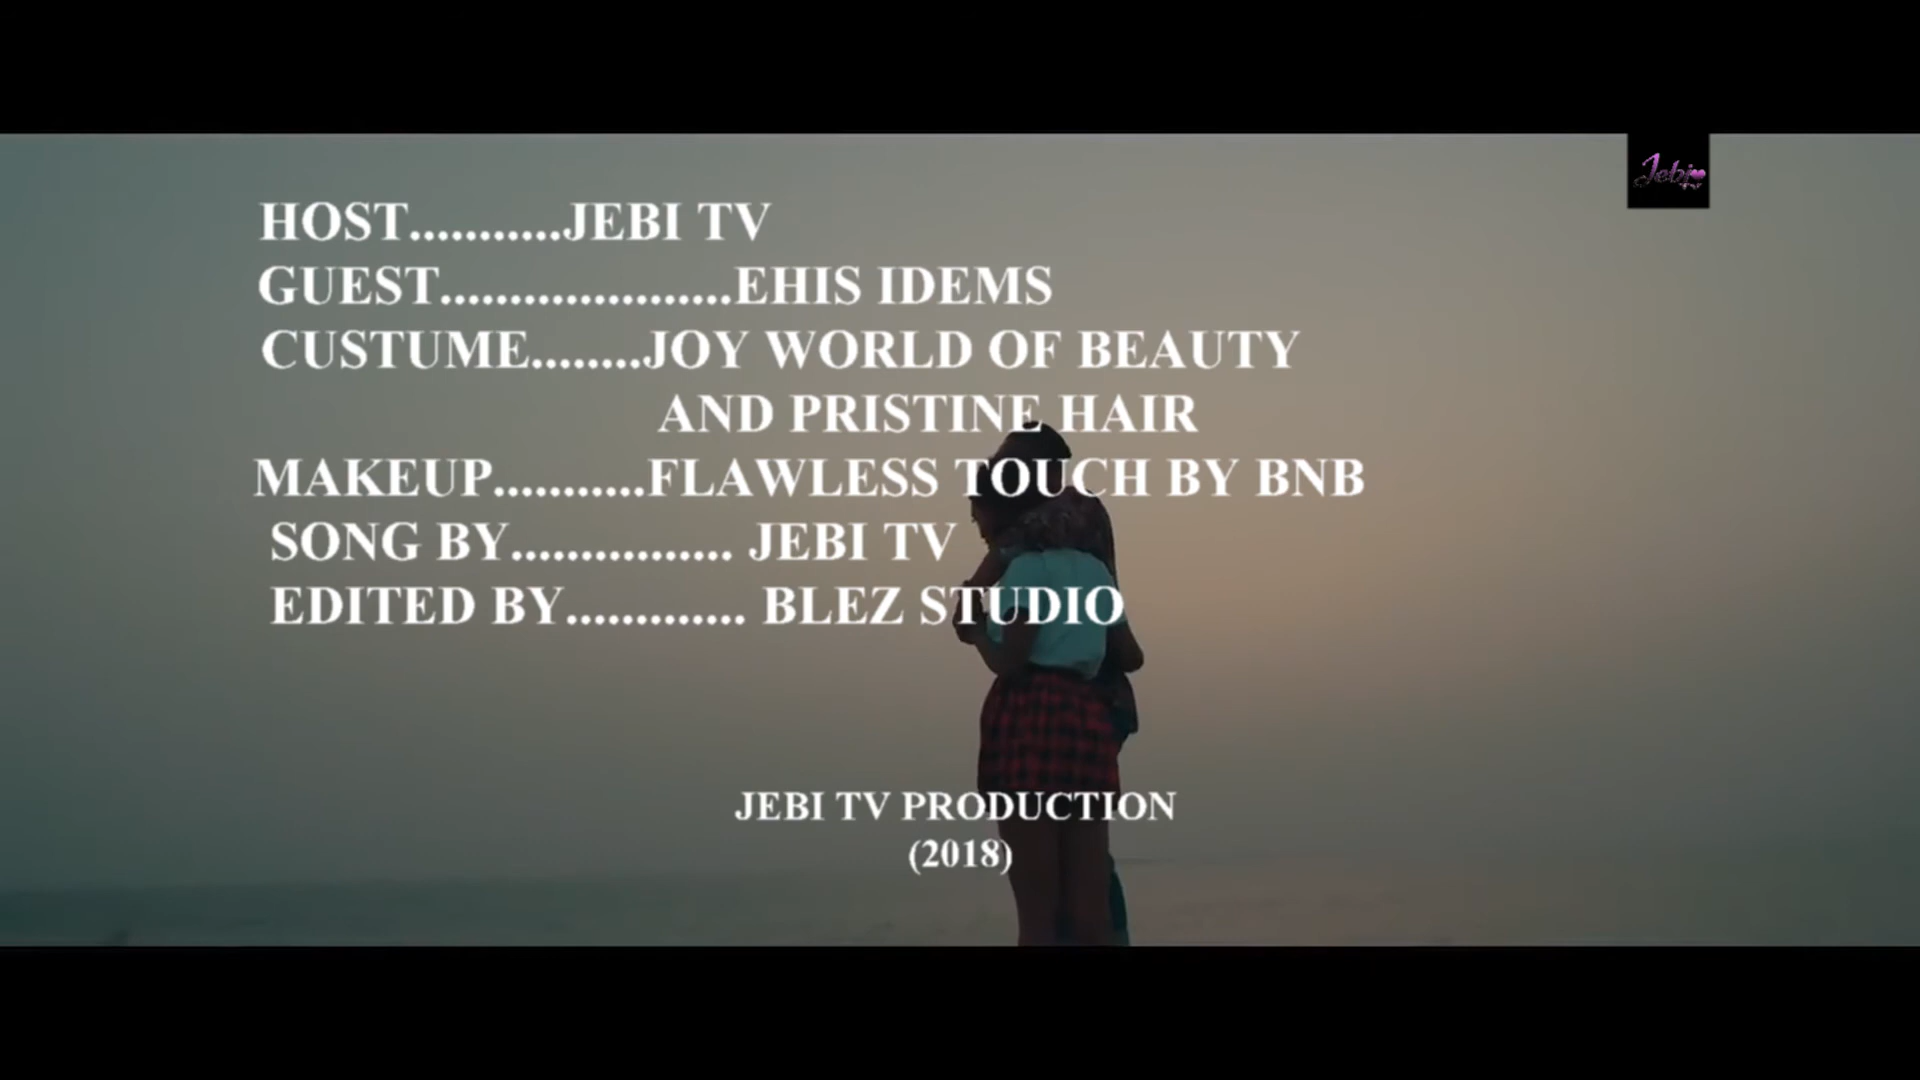 Jebi
HOST...........JEBI TV
GUEST.....................EHIS IDEMS
CUSTUME........JOY WORLD OF BEAUTY
AND PRISTINE HAIR
MAKEUP...........FLAWLESS TOUCH BY BNB
SONG BY................ JEBI TV
EDITED BY............. BLEZ STUDIO
JEBI TV PRODUCTION
(2018)